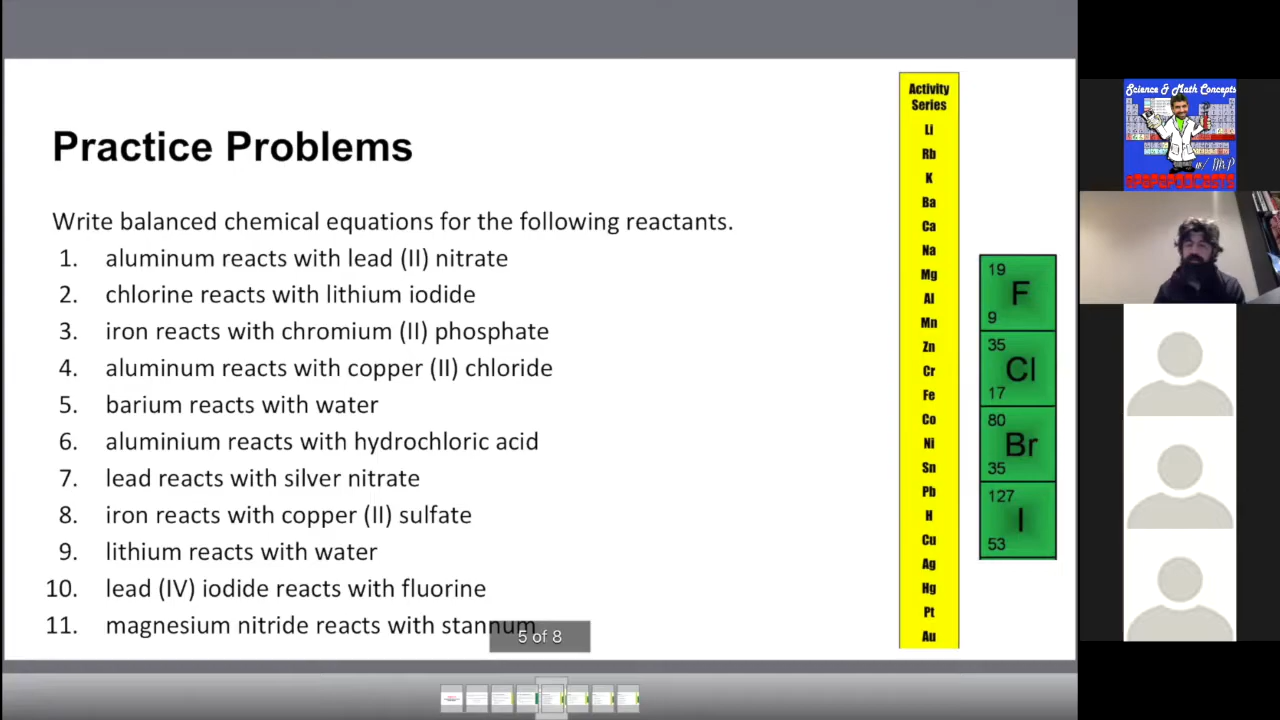 Practice Problems
Write balanced chemical equations for the following reactants.
1. aluminum reacts with lead (II) nitrate
2. chlorine reacts with lithium iodide
3. iron reacts with chromium (II) phosphate
4. aluminum reacts with copper (II) chloride
5. barium reacts with water
6. aluminium reacts with hydrochloric acid
7. lead reacts with silver nitrate
8. iron reacts with copper (II) sulfate
9. lithium reacts with water
10. lead (IV) iodide reacts with fluorine
11. magnesium nitride reacts with stannum
5 of 8
Activity
Series
Li
Rb
K
Ba
Ca
Na
Mg
Al
Mn
Zn
Cr
Fe
Co
Ni
Sn
Pb
H
Cu
Ag
Hg
Pt
Au
19
F
9
35
Cl
17
80
Br
35
127
I
53
Science & Math Concepts
w/ Mr.P